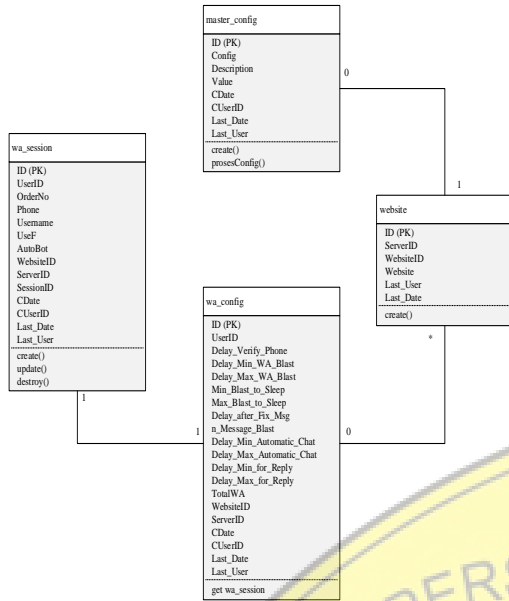 master_config
ID (PK)
Config
Description
Value
CDate
CUserID
Last_Date
Last_User
create()
prosesConfig()
0
1
wa_session
ID (PK)
UserID
OrderNo
Phone
Username
UseF
AutoBot
WebsiteID
ServerID
SessionID
CDate
CUserID
Last_Date
Last_User
create()
update()
destroy()
1
website
ID (PK)
ServerID
WebsiteID
Website
Last_User
Last_Date
create()
*
wa_config
ID (PK)
UserID
Delay_Verify_Phone
Delay_Min_WA_Blast
Delay_Max_WA_Blast
Min_Blast_to_Sleep
Max_Blast_to_Sleep
Delay_after_Fix_Msg
n_Message_Blast
Delay_Min_Automatic_Chat
Delay_Max_Automatic_Chat
Delay_Min_for_Reply
Delay_Max_for_Reply
TotalWA
WebsiteID
ServerID
CDate
CUserID
Last_Date
Last_User
get wa_session
1
0